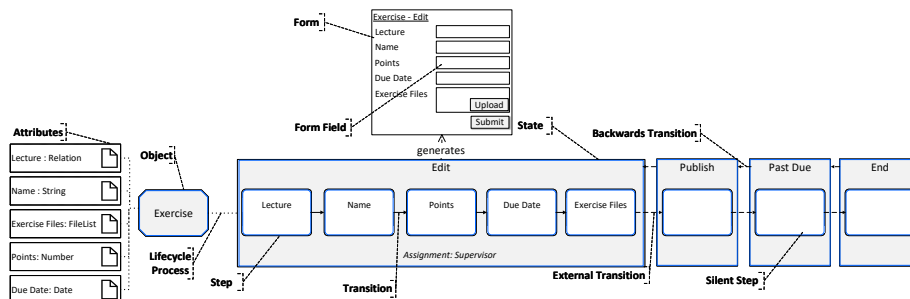 Form
Exercise - Edit
Lecture
Name
Points
Due Date
Exercise Files
Upload
Submit
Form Field
generates
State
Backwards Transition
Attributes
Object
Lecture : Relation
Name : String
Exercise Files: FileList
Points: Number
Due Date: Date
Exercise
Lifecycle
Process
Edit
Lecture
Name
Points
Due Date
Exercise Files
Assignment: Supervisor
Step
Transition
External Transition
Publish
Past Due
End
Silent Step